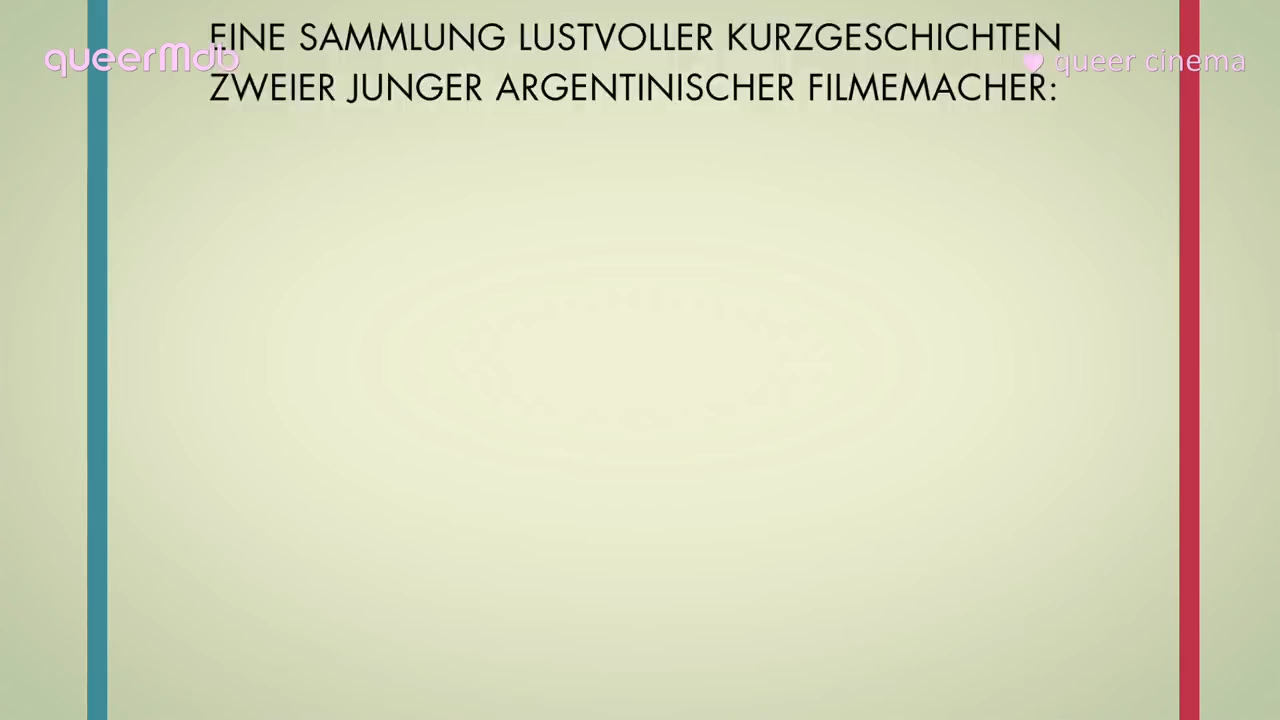 EINE SAMMLUNG LUSTVOLLER KURZGESCHICHTEN
queerMdb
♥ queer cinema
ZWEIER JUNGER ARGENTINISCHER FILMEMACHER: